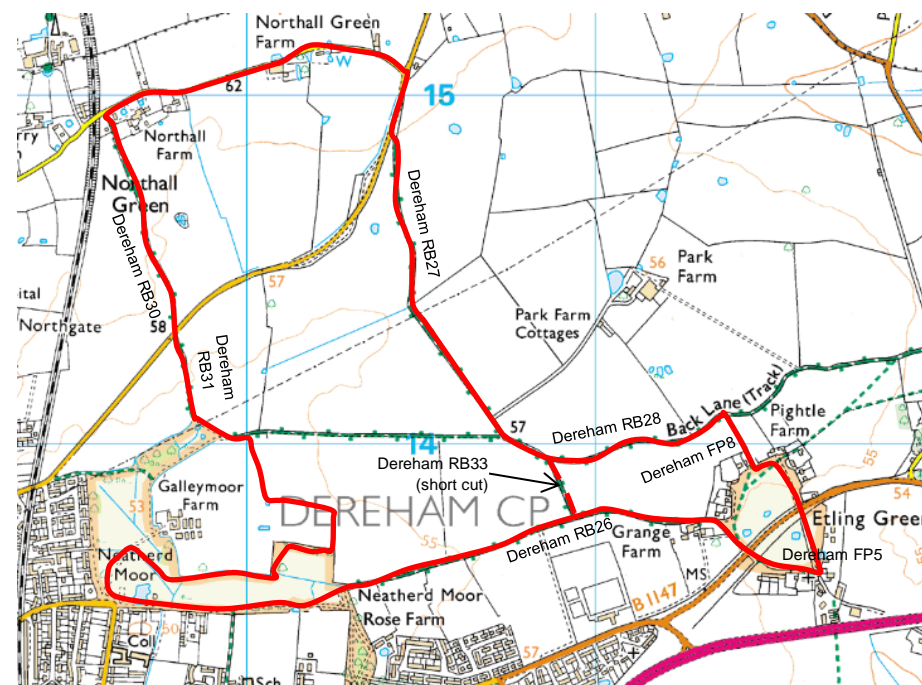 Northall Green
Farm
W
62
15
rry
Northall
Farm
Northall
Green
Dereham RB30
Dereham RB27
57
56
Park
Farm
ital
Northgate
58
Park Farm
Cottages
Dereham
RB31
57
Dereham RB28
Back Lane (Track)
Pightle
Farm
14
Dereham RB33
(short cut)
Dereham FP8
55
Galleymoor
Farm
53
DEREHAM CP
54
55
Dereham RB26
Grange
Farm
Etling Green
Neatherd
Moor
Dereham FP5
MS
Neatherd Moor
Rose Farm
B 1147
50
Coll
57
Sch